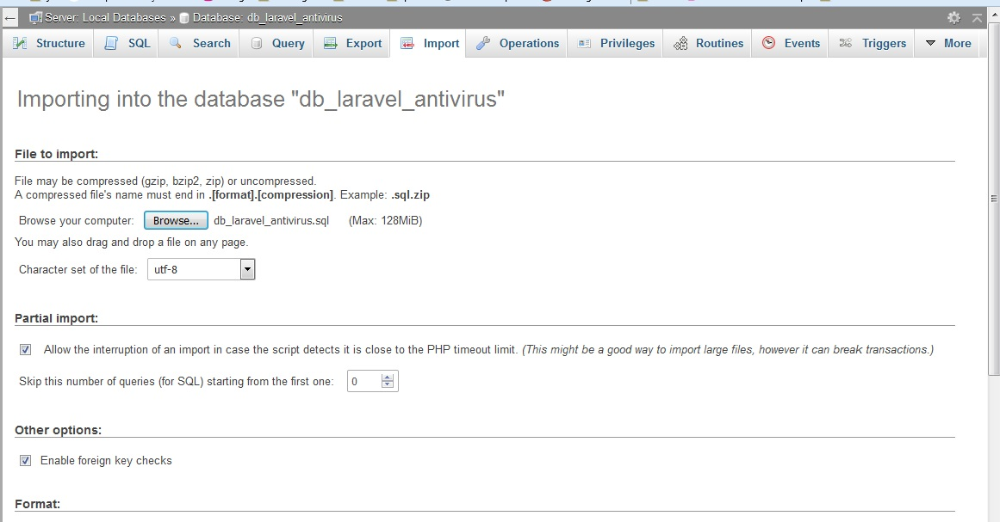 Server: Local Databases » Database: db_laravel_antivirus
Structure SQL Search Query Export Import Operations Privileges Routines Events Triggers More
Importing into the database "db_laravel_antivirus"
File to import:
File may be compressed (gzip, bzip2, zip) or uncompressed.
A compressed file's name must end in .[format].[compression]. Example: .sql.zip
Browse your computer: Browse... db_laravel_antivirus.sql (Max: 128MiB)
You may also drag and drop a file on any page.
Character set of the file: utf-8
Partial import:
Allow the interruption of an import in case the script detects it is close to the PHP timeout limit. (This might be a good way to import large files, however it can break transactions.)
Skip this number of queries (for SQL) starting from the first one: 0
Other options:
Enable foreign key checks
Format: